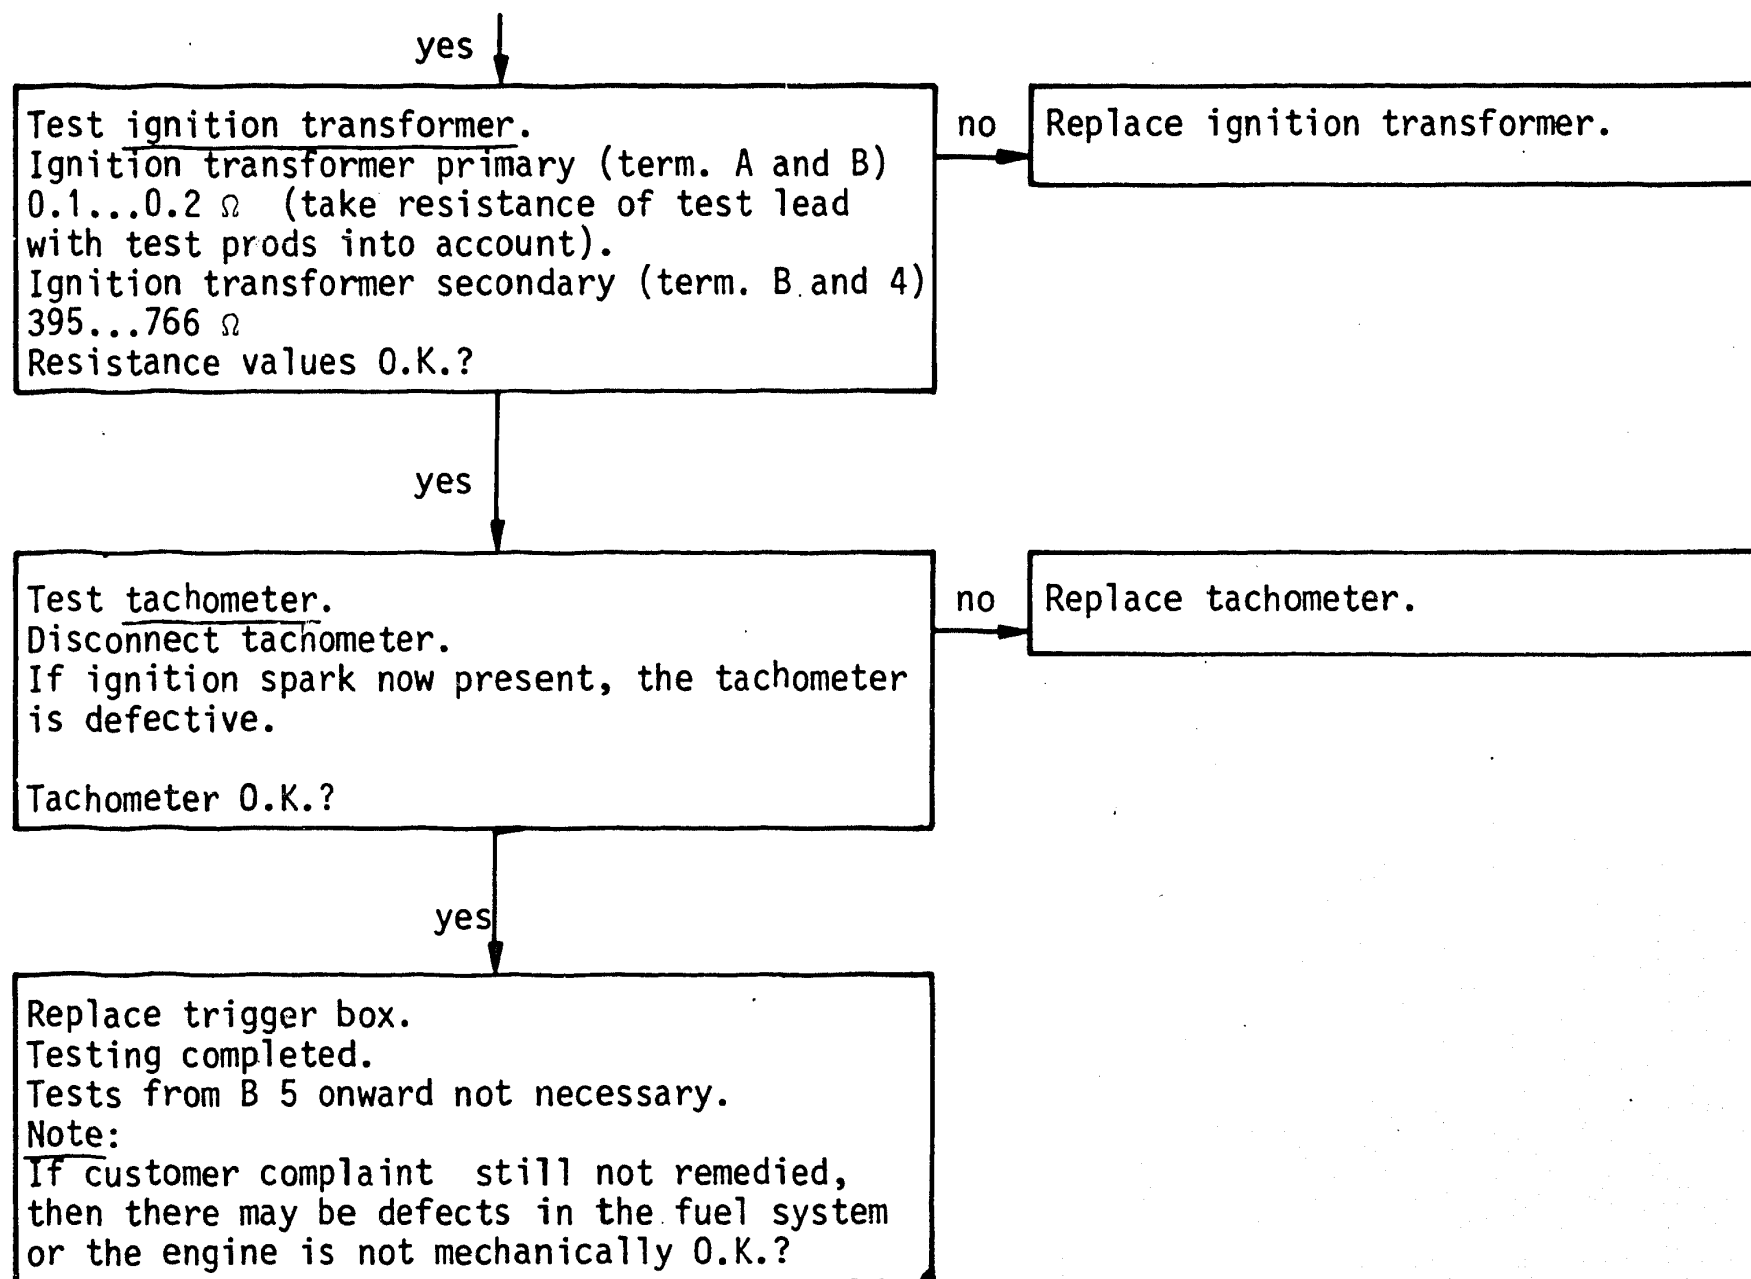 yes
Test ignition transformer.
Ignition transformer primary (term. A and B)
0.1...0.2 Ω (take resistance of test lead
with test prods into account).
Ignition transformer secondary (term. B and 4)
395...766 Ω
Resistance values O.K.?
no
Replace ignition transformer.
yes
Test tachometer.
Disconnect tachometer.
If ignition spark now present, the tachometer
is defective.
Tachometer O.K.?
no
Replace tachometer.
yes
Replace trigger box.
Testing completed.
Tests from B 5 onward not necessary.
Note:
If customer complaint still not remedied,
then there may be defects in the fuel system
or the engine is not mechanically O.K.?